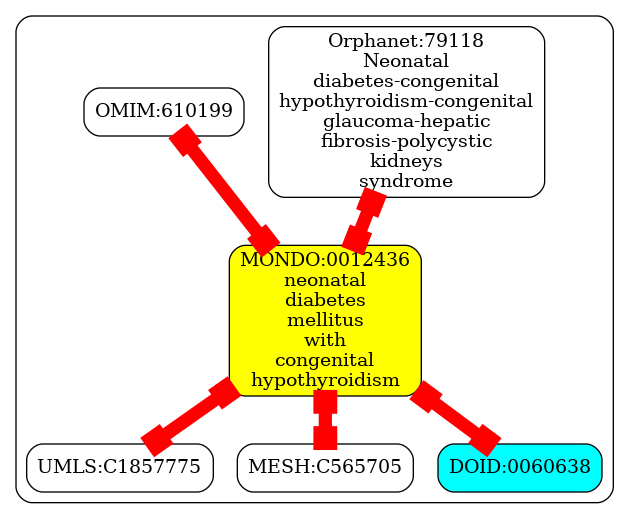 Orphanet:79118
Neonatal
diabetes-congenital
hypothyroidism-congenital
glaucoma-hepatic
fibrosis-polycystic
kidneys
syndrome
OMIM:610199
MONDO:0012436
neonatal
diabetes
mellitus
with
congenital
hypothyroidism
UMLS:C1857775
MESH:C565705
DOID:0060638